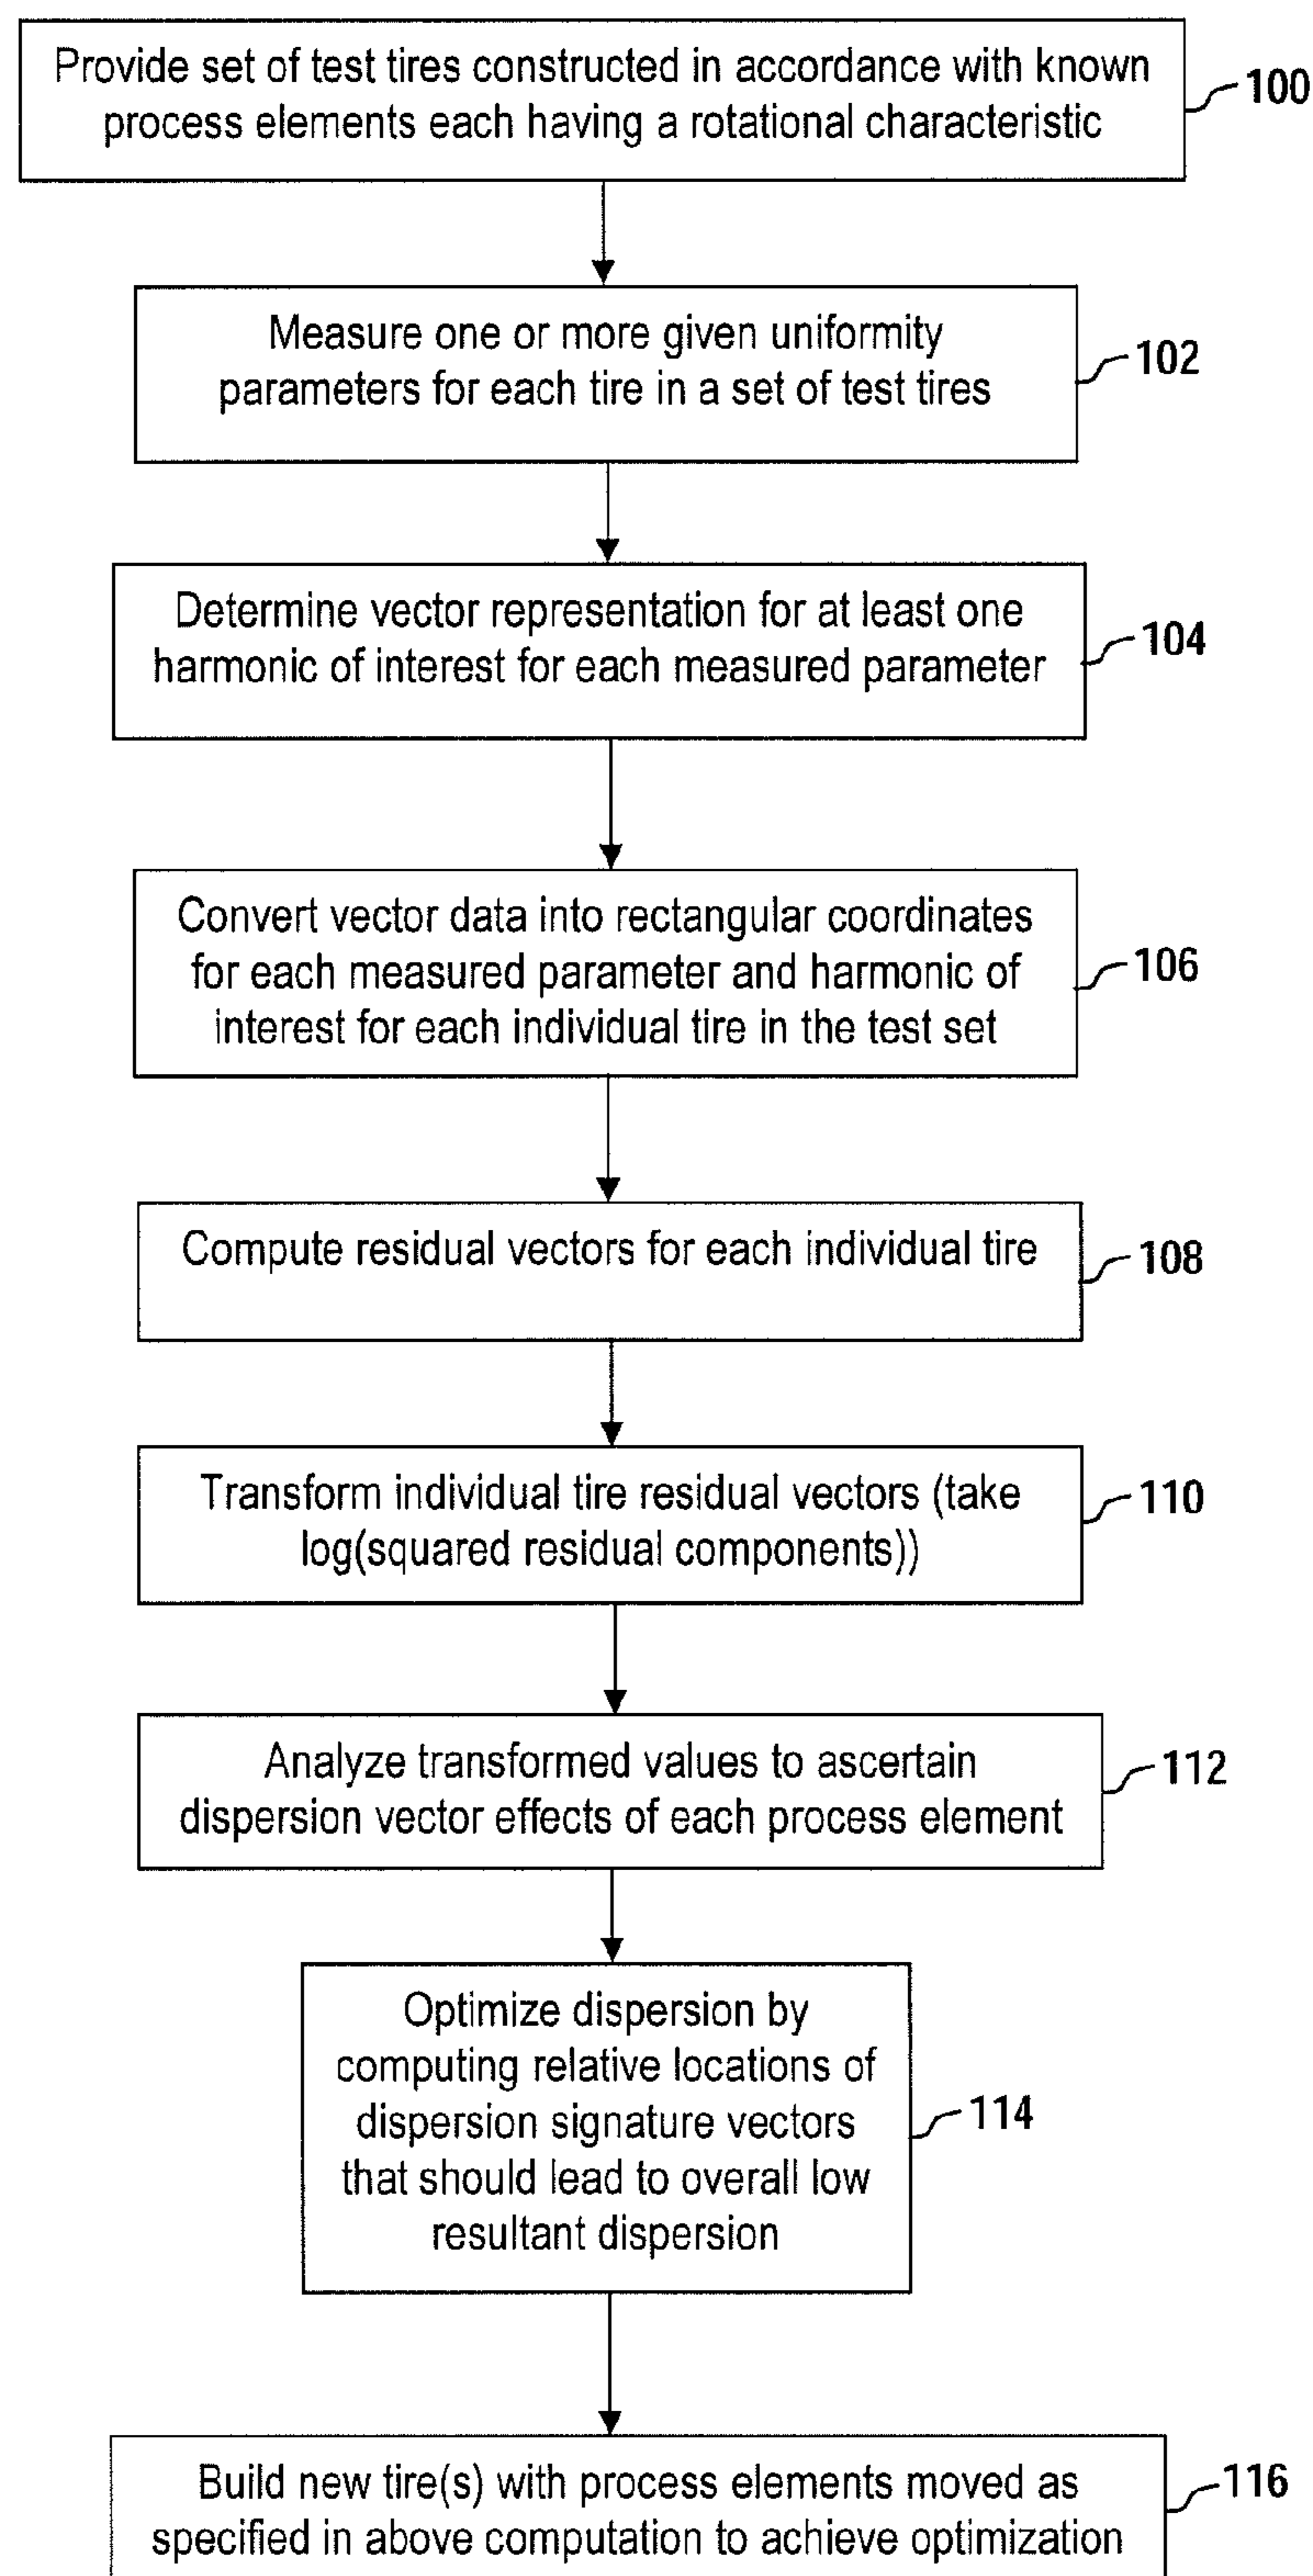 Provide set of test tires constructed in accordance with known
process elements each having a rotational characteristic
100
Measure one or more given uniformity
parameters for each tire in a set of test tires
102
Determine vector representation for at least one
harmonic of interest for each measured parameter
104
Convert vector data into rectangular coordinates
for each measured parameter and harmonic of
interest for each individual tire in the test set
106
Compute residual vectors for each individual tire
108
Transform individual tire residual vectors (take
log(squared residual components))
110
Analyze transformed values to ascertain
dispersion vector effects of each process element
112
Optimize dispersion by
computing relative locations of
dispersion signature vectors
that should lead to overall low
resultant dispersion
114
Build new tire(s) with process elements moved as
specified in above computation to achieve optimization
116